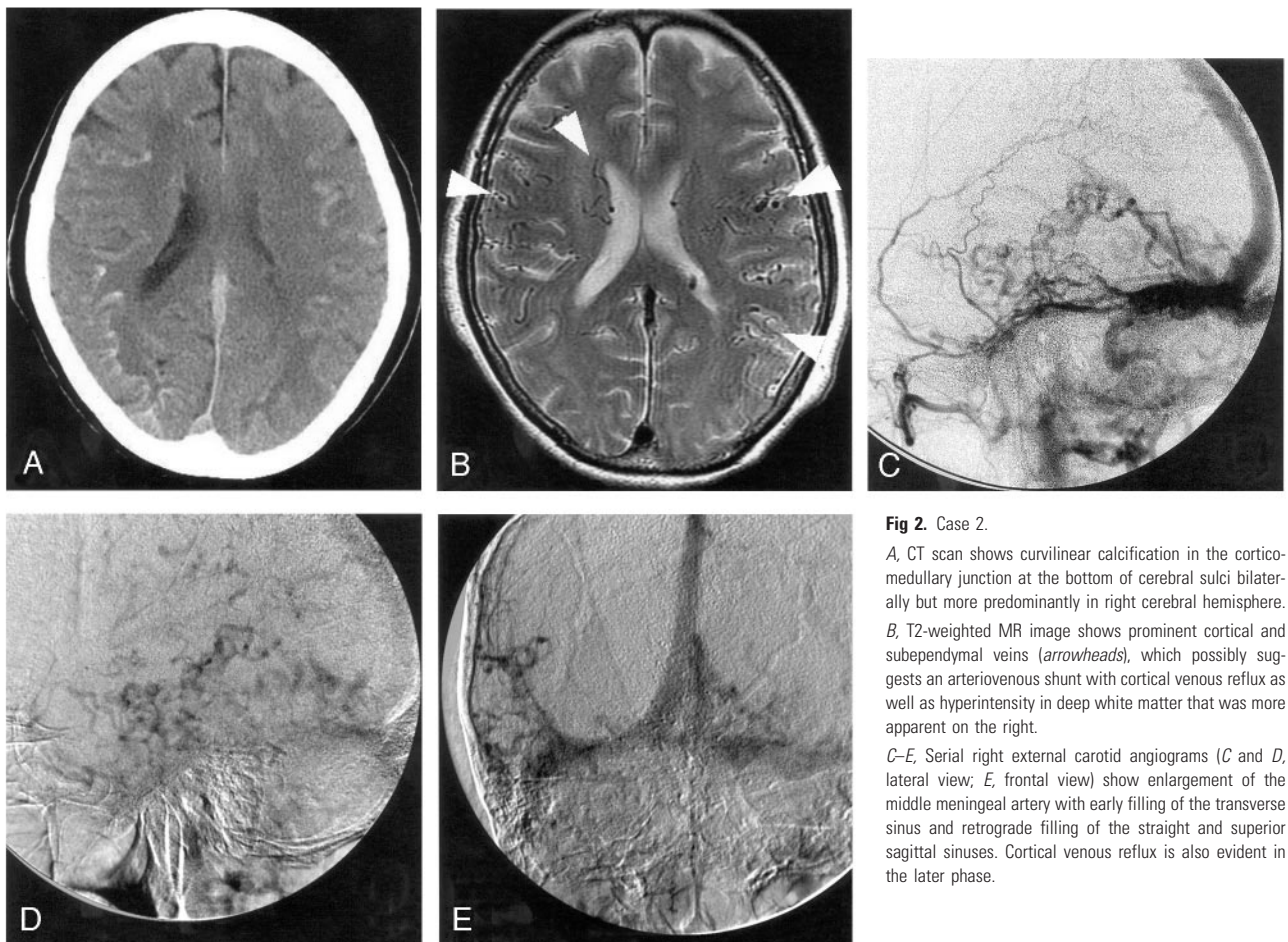 A
B
C
D
E
Fig 2. Case 2.
A, CT scan shows curvilinear calcification in the cortico-
medullary junction at the bottom of cerebral sulci bilater-
ally but more predominantly in right cerebral hemisphere.
B, T2-weighted MR image shows prominent cortical and
subependymal veins (arrowheads), which possibly sug-
gests an arteriovenous shunt with cortical venous reflux as
well as hyperintensity in deep white matter that was more
apparent on the right.
C–E, Serial right external carotid angiograms (C and D,
lateral view; E, frontal view) show enlargement of the
middle meningeal artery with early filling of the transverse
sinus and retrograde filling of the straight and superior
sagittal sinuses. Cortical venous reflux is also evident in
the later phase.